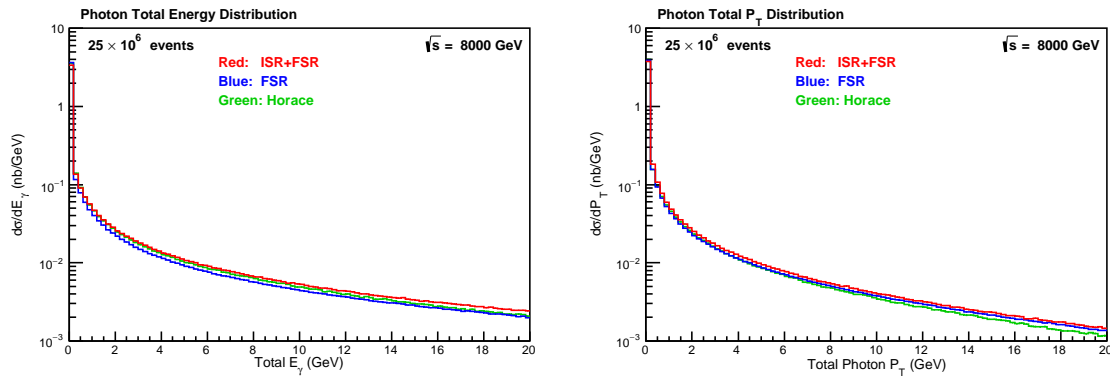 Photon Total Energy Distribution
25 × 10^6 events
√s = 8000 GeV
Red: ISR+FSR
Blue: FSR
Green: Horace
dσ/dE_γ (nb/GeV)
10
1
10^−1
10^−2
10^−3
0 2 4 6 8 10 12 14 16 18 20
Total E_γ (GeV)
Photon Total P_T Distribution
25 × 10^6 events
√s = 8000 GeV
Red: ISR+FSR
Blue: FSR
Green: Horace
dσ/dP_T (nb/GeV)
10
1
10^−1
10^−2
10^−3
0 2 4 6 8 10 12 14 16 18 20
Total Photon P_T (GeV)